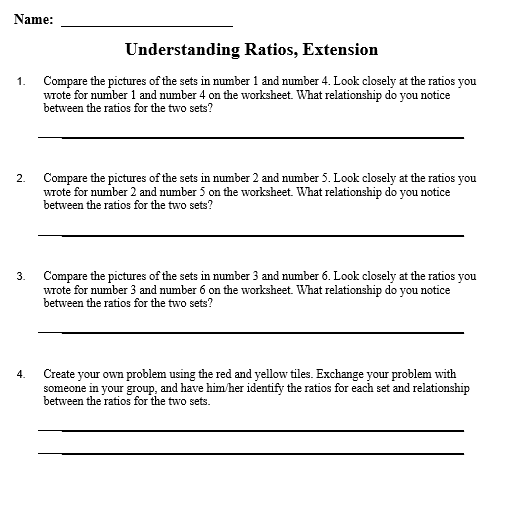 Name: ____________________
Understanding Ratios, Extension
1. Compare the pictures of the sets in number 1 and number 4. Look closely at the ratios you
wrote for number 1 and number 4 on the worksheet. What relationship do you notice
between the ratios for the two sets?
2. Compare the pictures of the sets in number 2 and number 5. Look closely at the ratios you
wrote for number 2 and number 5 on the worksheet. What relationship do you notice
between the ratios for the two sets?
3. Compare the pictures of the sets in number 3 and number 6. Look closely at the ratios you
wrote for number 3 and number 6 on the worksheet. What relationship do you notice
between the ratios for the two sets?
4. Create your own problem using the red and yellow tiles. Exchange your problem with
someone in your group, and have him/her identify the ratios for each set and relationship
between the ratios for the two sets.